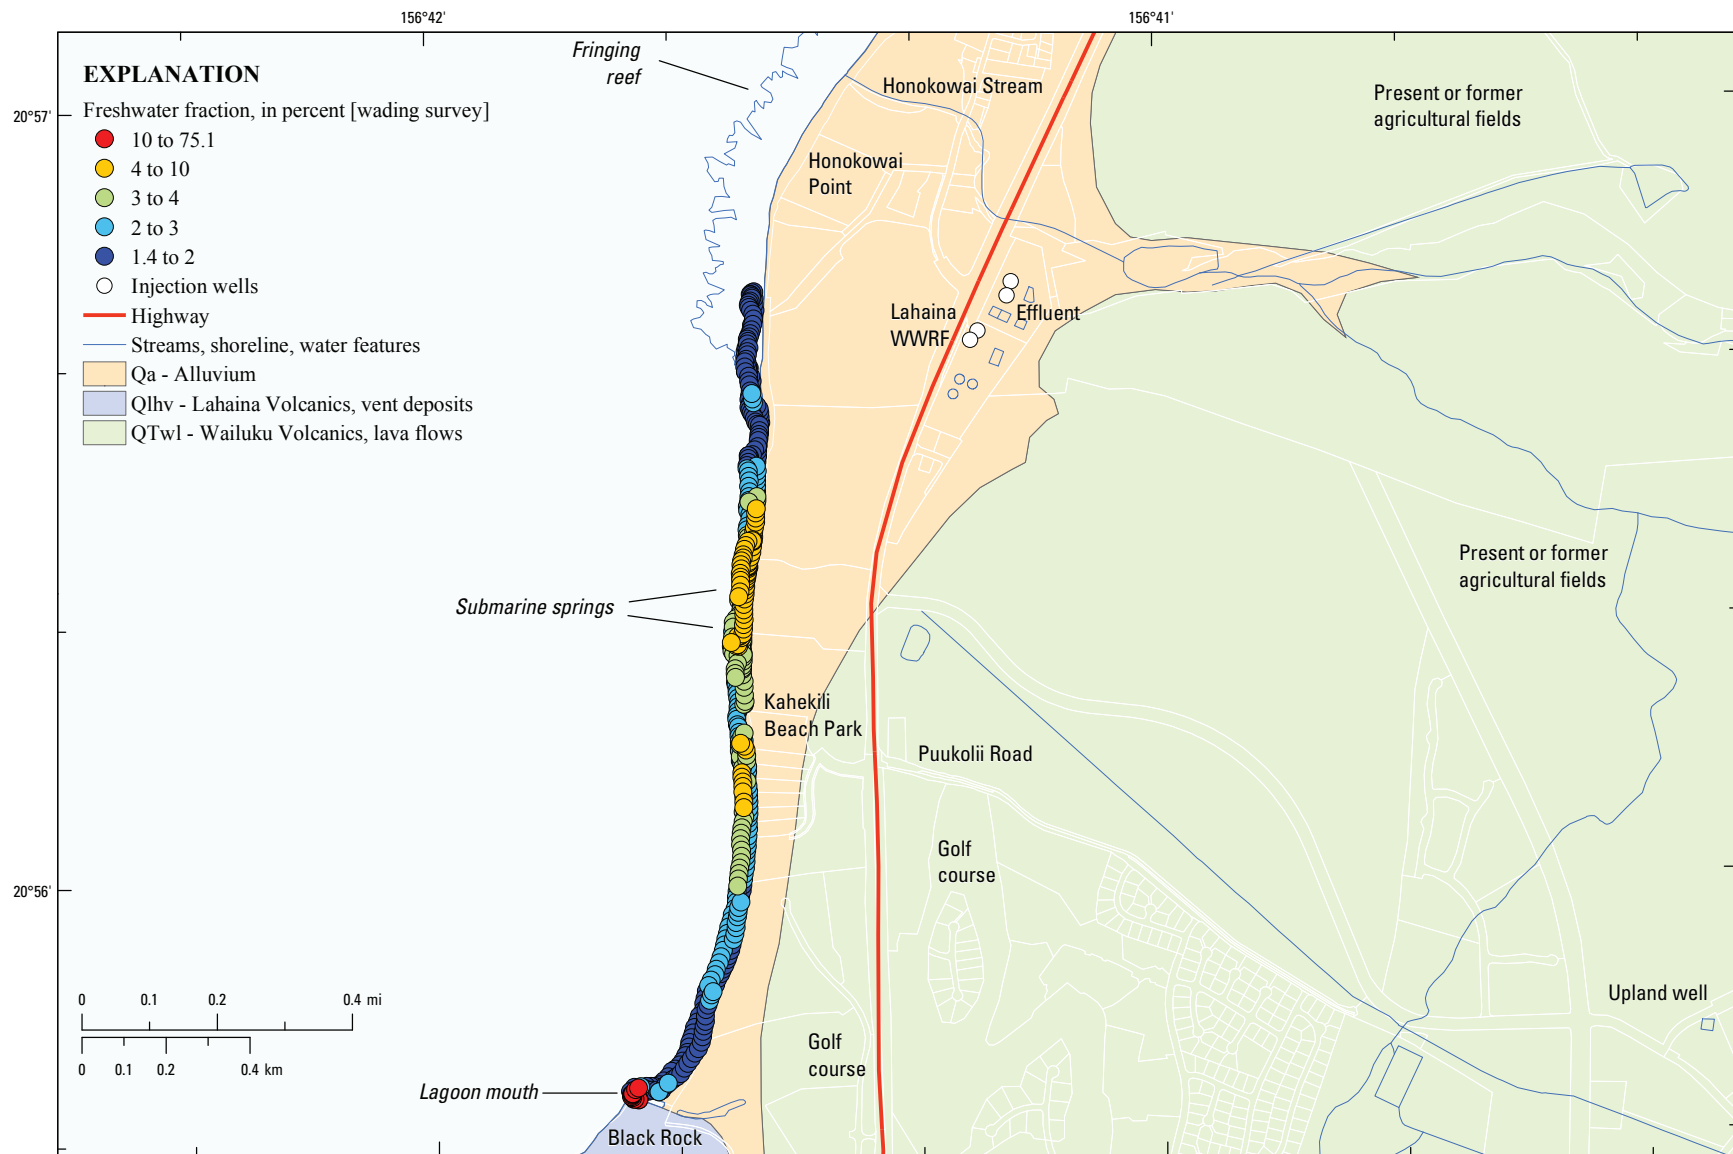 156°42'
156°41'
20°57'
20°56'
EXPLANATION
Freshwater fraction, in percent [wading survey]
10 to 75.1
4 to 10
3 to 4
2 to 3
1.4 to 2
Injection wells
Highway
Streams, shoreline, water features
Qa - Alluvium
Qlhv - Lahaina Volcanics, vent deposits
QTwl - Wailuku Volcanics, lava flows
Fringing
reef
Honokowai Stream
Present or former
agricultural fields
Honokowai
Point
Lahaina
WWRF
Effluent
Present or former
agricultural fields
Submarine springs
Kahekili
Beach Park
Puukolii Road
Golf
course
Upland well
Golf
course
0 0.1 0.2 0.4 mi
0 0.1 0.2 0.4 km
Lagoon mouth
Black Rock